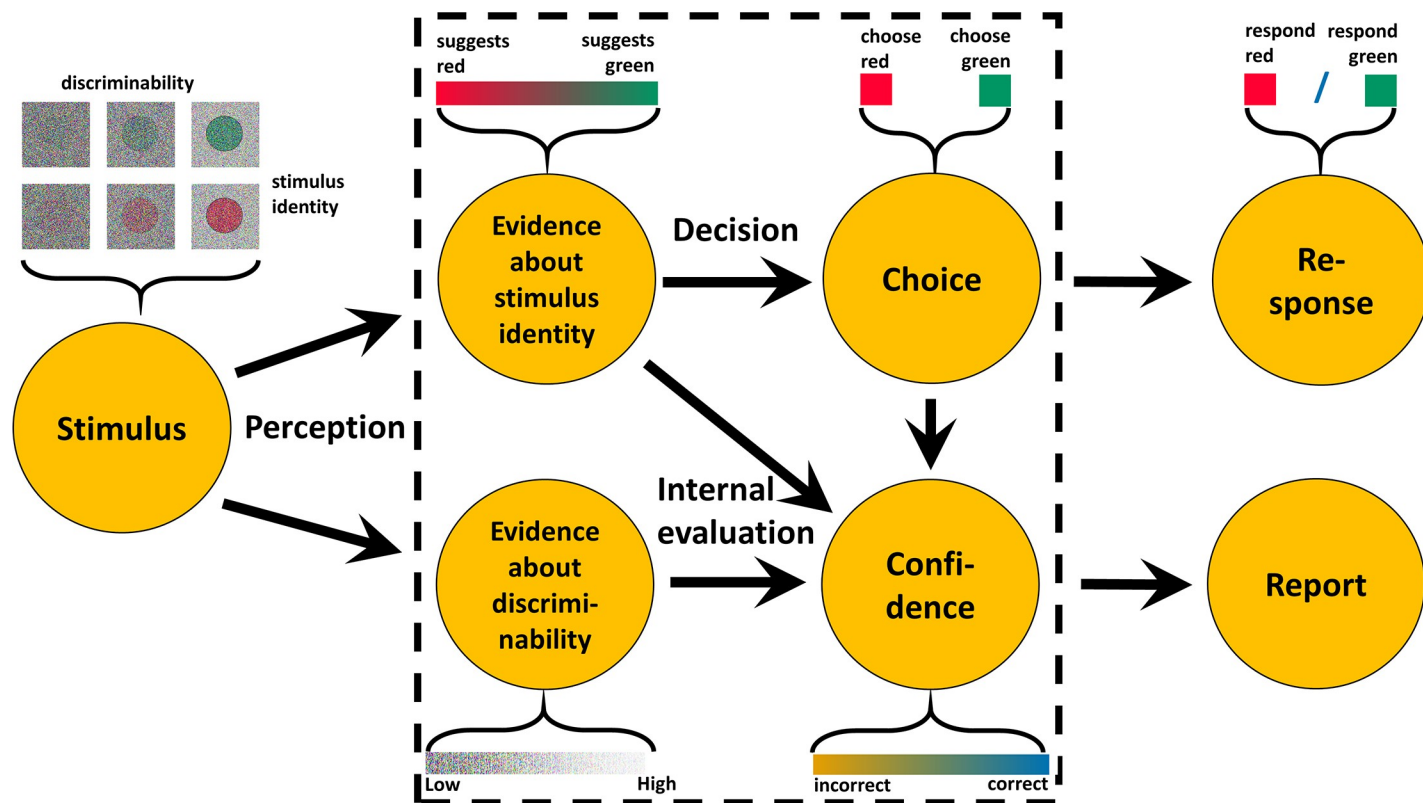 discriminability
stimulus
identity
Stimulus
Perception
suggests
red
suggests
green
Evidence
about
stimulus
identity
Decision
choose
red
choose
green
Choice
respond
red
/
respond
green
Re-
sponse
Evidence
about
discrimi-
nability
Low
High
Internal
evaluation
Confi-
dence
incorrect
correct
Report